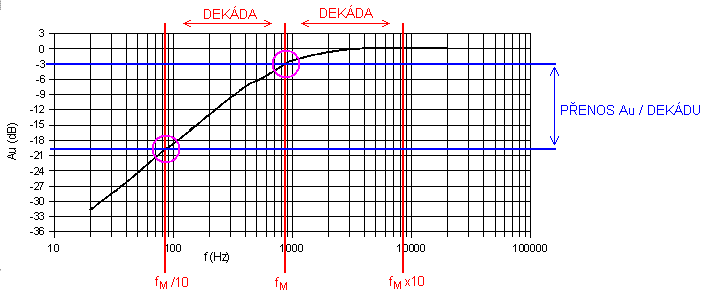 DEKÁDA DEKÁDA
3
0
-3
-6
-9
-12
-15
-18
-21
-24
-27
-30
-33
-36
Au (dB)
PŘENOS Au / DEKÁDU
10 100 1000 10000 100000
f (Hz)
fM /10 fM fM x10